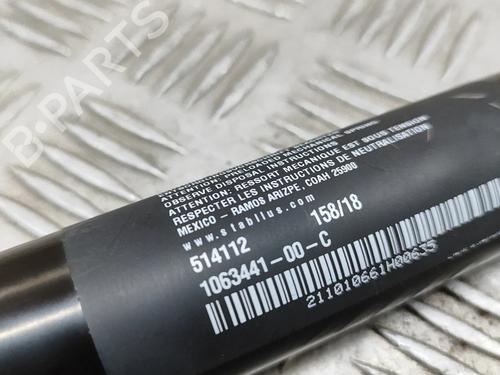 B-PARTS
ATTENTION: PRELOADED MECHANICAL SPRING
OBSERVE DISPOSAL INSTRUCTIONS
ATTENTION: RESSORT MECANIQUE EST SOUS TENSION
RESPECTER LES INSTRUCTIONS DE NEUTRALISATION
MEXICO - RAMOS ARIZPE, COAH 25900
www.stabilus.com
514112 158/18
1063441-00-C
211010661H00635